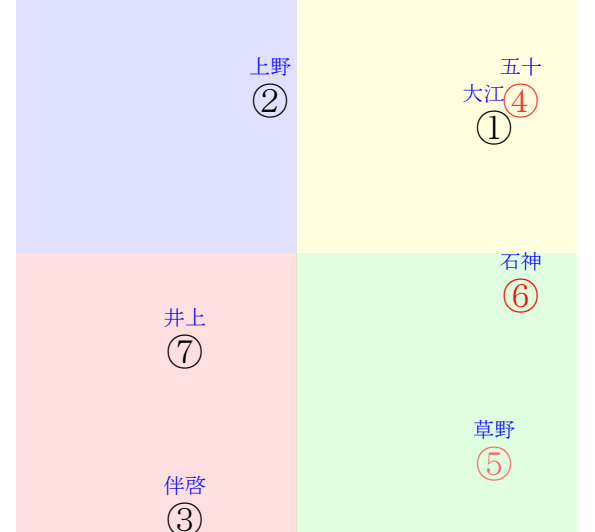 上野
②
五十
④
大江
①
石神
⑥
井上
⑦
草野
⑤
伴啓
③